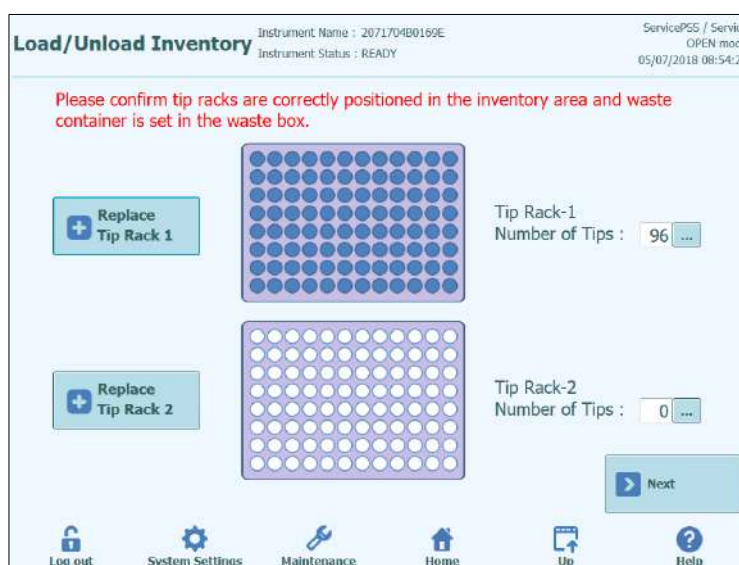 Load/Unload Inventory
Instrument Name : 2071704B0169E
Instrument Status : READY
ServicePSS / Servic
OPEN mod
05/07/2018 08:54:2
Please confirm tip racks are correctly positioned in the inventory area and waste
container is set in the waste box.
Replace
Tip Rack 1
Tip Rack-1
Number of Tips : 96 ...
Replace
Tip Rack 2
Tip Rack-2
Number of Tips : 0 ...
Next
Log out System Settings Maintenance Home Up Help